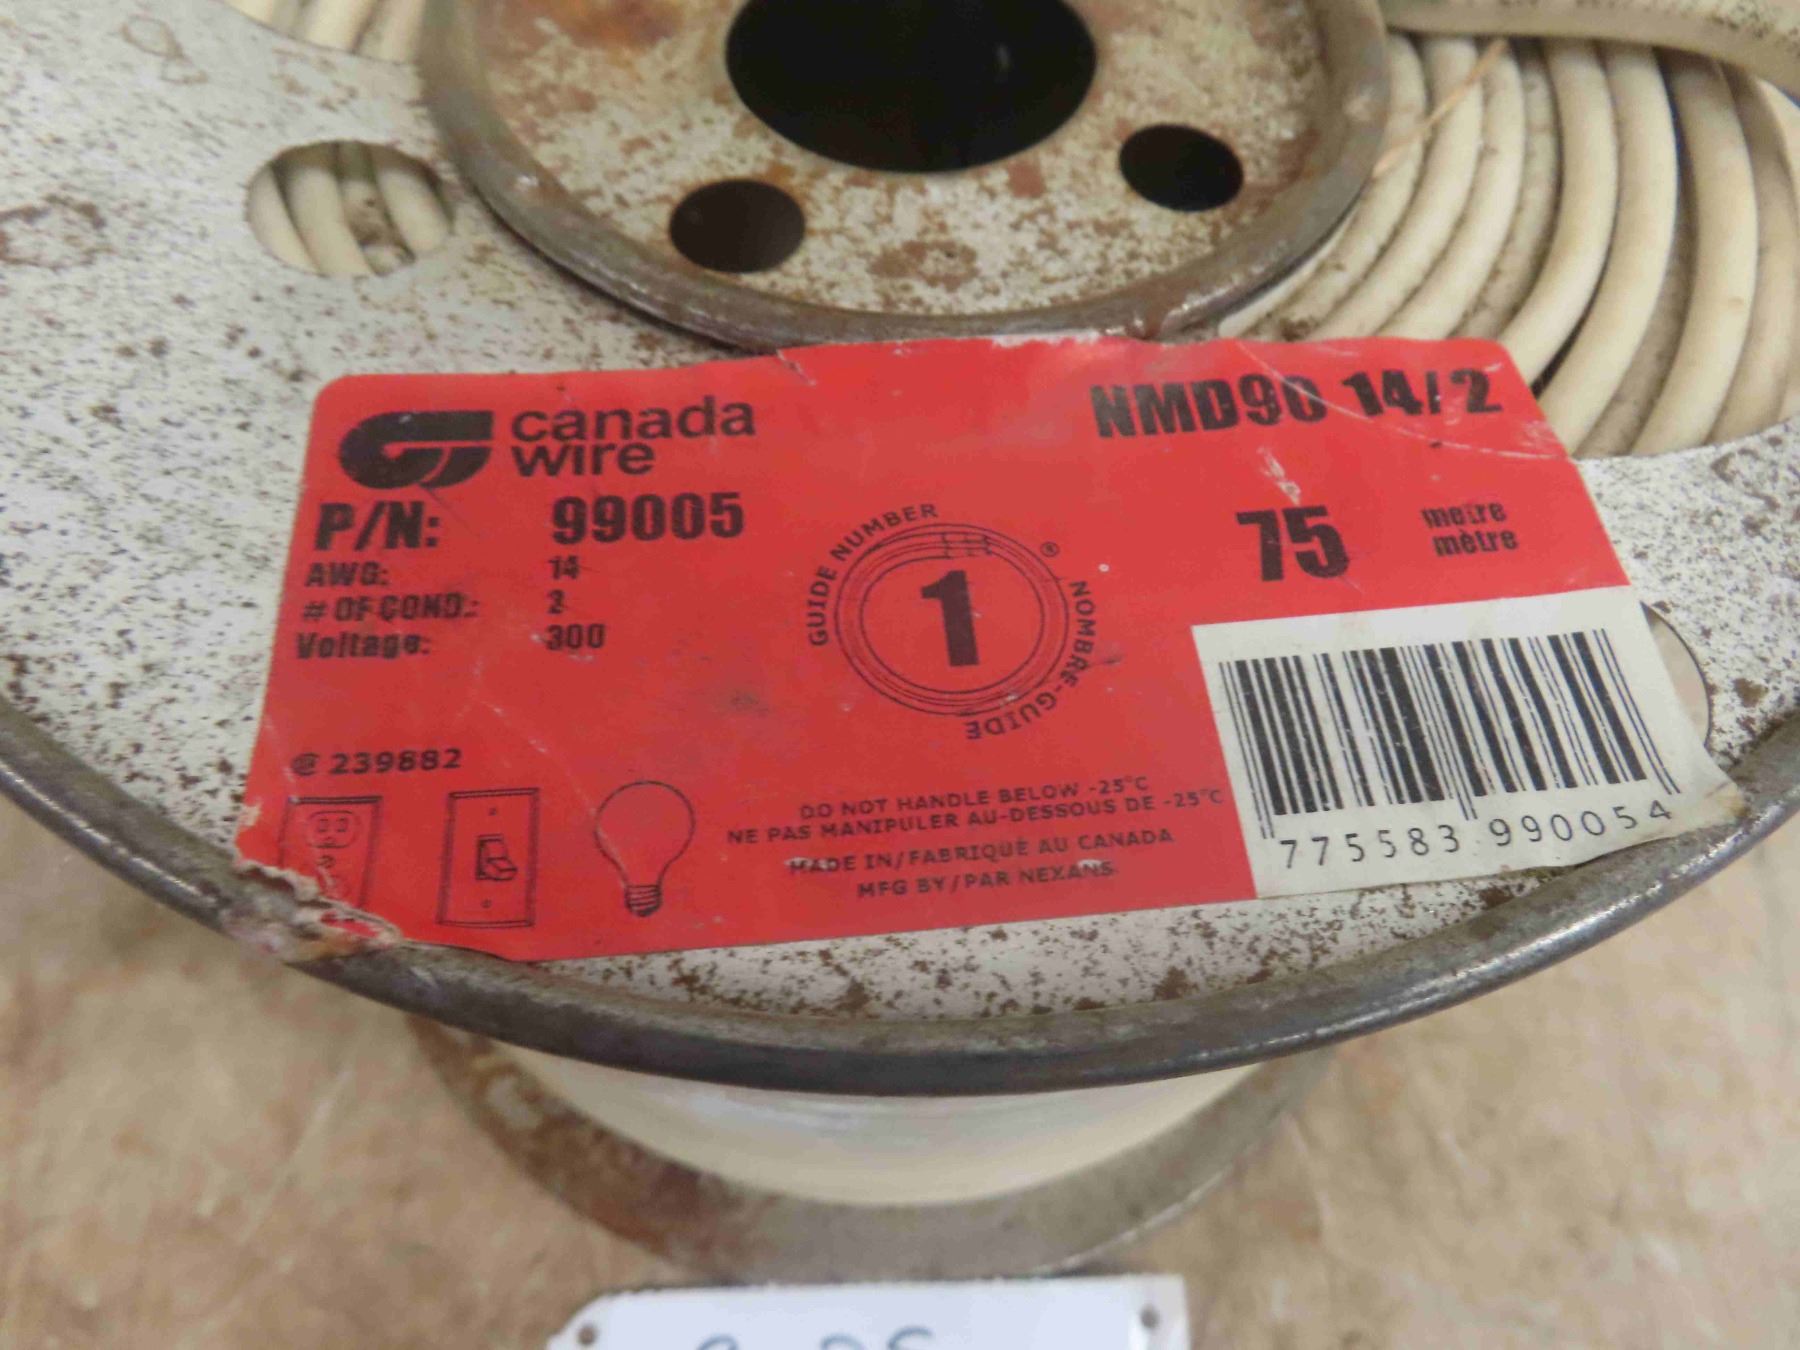 canada
wire
NMD90 14/2
P/N: 99005
AWG: 14
# OF COND.: 2
Voltage: 300
GUIDE NUMBER
1
®
NOMBRE-GUIDE
75 metre
mètre
@ 239882
DO NOT HANDLE BELOW -25°C
NE PAS MANIPULER AU-DESSOUS DE -25°C
MADE IN/FABRIQUÉ AU CANADA
MFG BY/PAR NEXANS
7 775583 990054